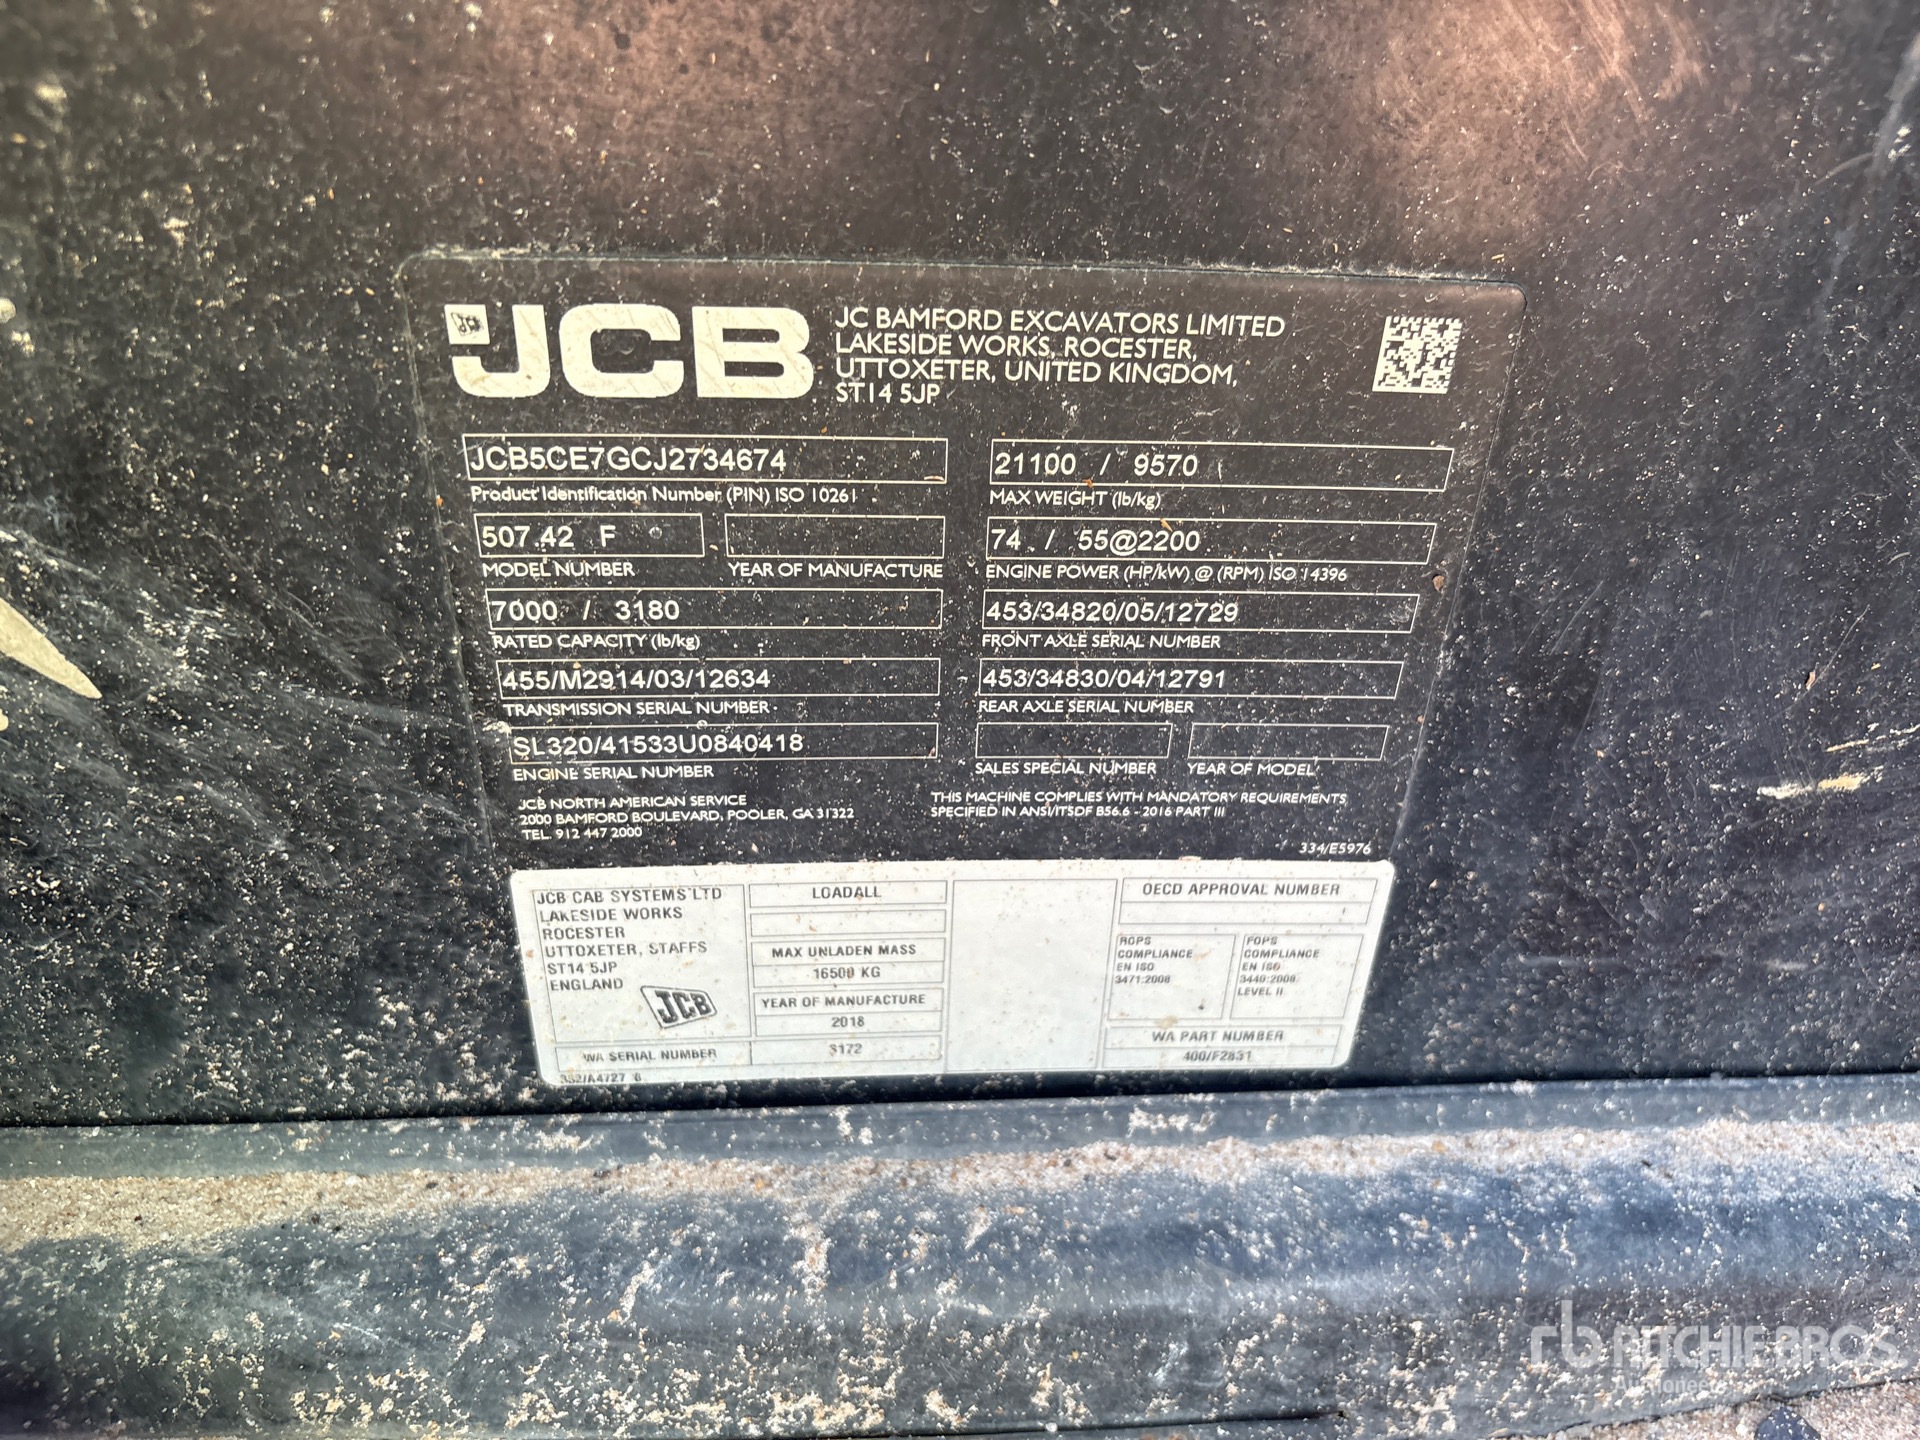 JCB
JC BAMFORD EXCAVATORS LIMITED
LAKESIDE WORKS, ROCESTER,
UTTOXETER, UNITED KINGDOM,
ST14 5JP
JCB5CE7GCJ2734674
Product Identification Number (PIN) ISO 10261
507.42 F
MODEL NUMBER
YEAR OF MANUFACTURE
7000 / 3180
RATED CAPACITY (lb/kg)
455/M2914/03/12634
TRANSMISSION SERIAL NUMBER
SL320/41533U0840418
ENGINE SERIAL NUMBER
21100 / 9570
MAX WEIGHT (lb/kg)
74 / 55@2200
ENGINE POWER (HP/kW) @ (RPM) ISO 14396
453/34820/05/12729
FRONT AXLE SERIAL NUMBER
453/34830/04/12791
REAR AXLE SERIAL NUMBER
SALES SPECIAL NUMBER
YEAR OF MODEL
JCB NORTH AMERICAN SERVICE
2000 BAMFORD BOULEVARD, POOLER, GA 31322
TEL. 912 447 2000
THIS MACHINE COMPLIES WITH MANDATORY REQUIREMENTS
SPECIFIED IN ANSI/ITSDF B56.6 - 2016 PART III
334/E5976
JCB CAB SYSTEMS LTD
LAKESIDE WORKS
ROCESTER
UTTOXETER, STAFFS
ST14 5JP
ENGLAND
JCB
WA SERIAL NUMBER
332/A4727 6
LOADALL
MAX UNLADEN MASS
16500 KG
YEAR OF MANUFACTURE
2018
3172
OECD APPROVAL NUMBER
ROPS
COMPLIANCE
EN ISO
3471:2008
FOPS
COMPLIANCE
EN ISO
3449:2008
LEVEL II
WA PART NUMBER
400/F2831
rb RITCHIE BROS.
Auctioneers